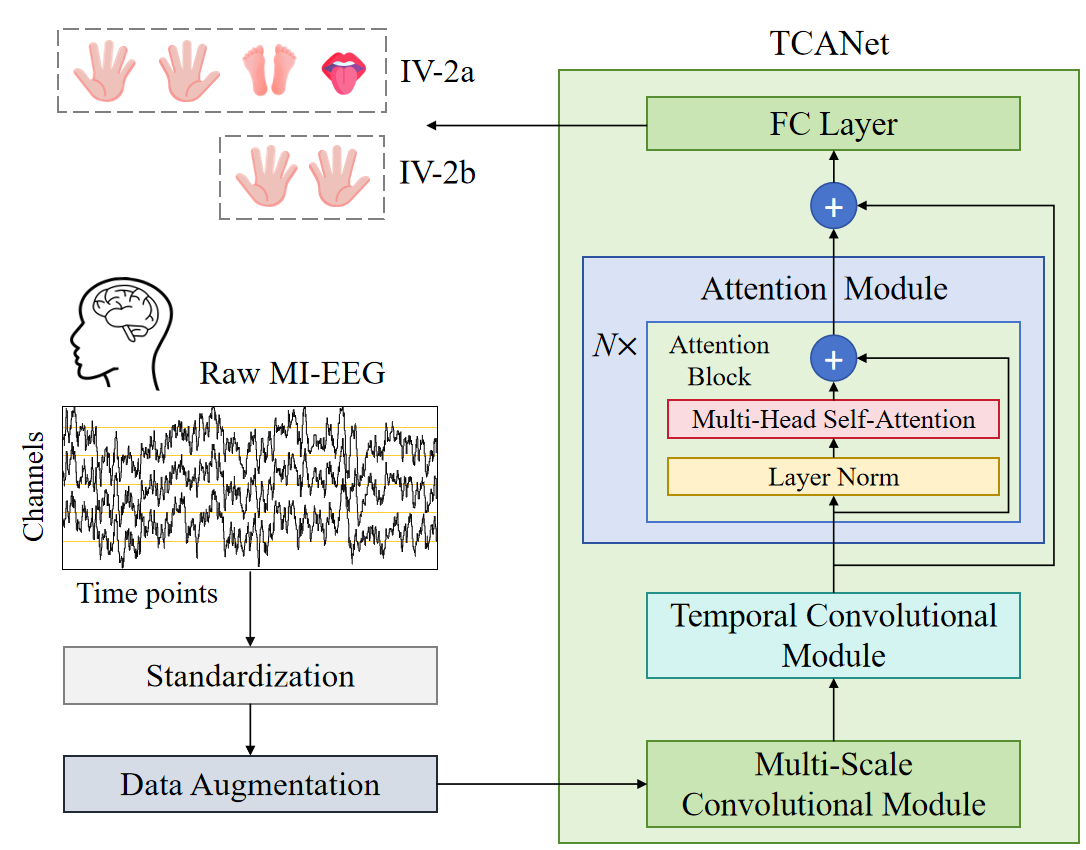 TCANet
IV-2a
FC Layer
IV-2b
+
Attention Module
N×
Attention
Block
+
Raw MI-EEG
Multi-Head Self-Attention
Layer Norm
Channels
Time points
Temporal Convolutional
Module
Standardization
Data Augmentation
Multi-Scale
Convolutional Module